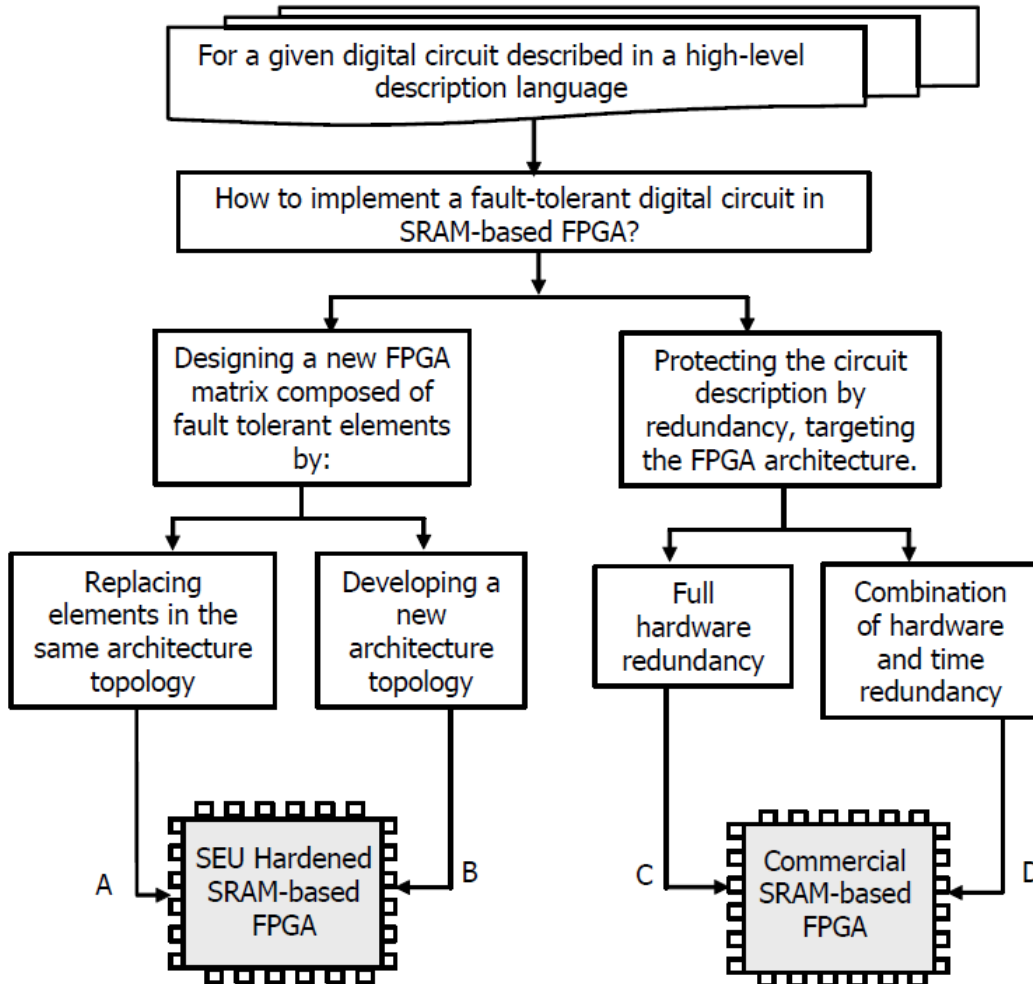 For a given digital circuit described in a high-level
description language
How to implement a fault-tolerant digital circuit in
SRAM-based FPGA?
Designing a new FPGA
matrix composed of
fault tolerant elements
by:
Protecting the circuit
description by
redundancy, targeting
the FPGA architecture.
Replacing
elements in the
same architecture
topology
Developing a
new
architecture
topology
Full
hardware
redundancy
Combination
of hardware
and time
redundancy
A
SEU Hardened
SRAM-based
FPGA
B
C
Commercial
SRAM-based
FPGA
D